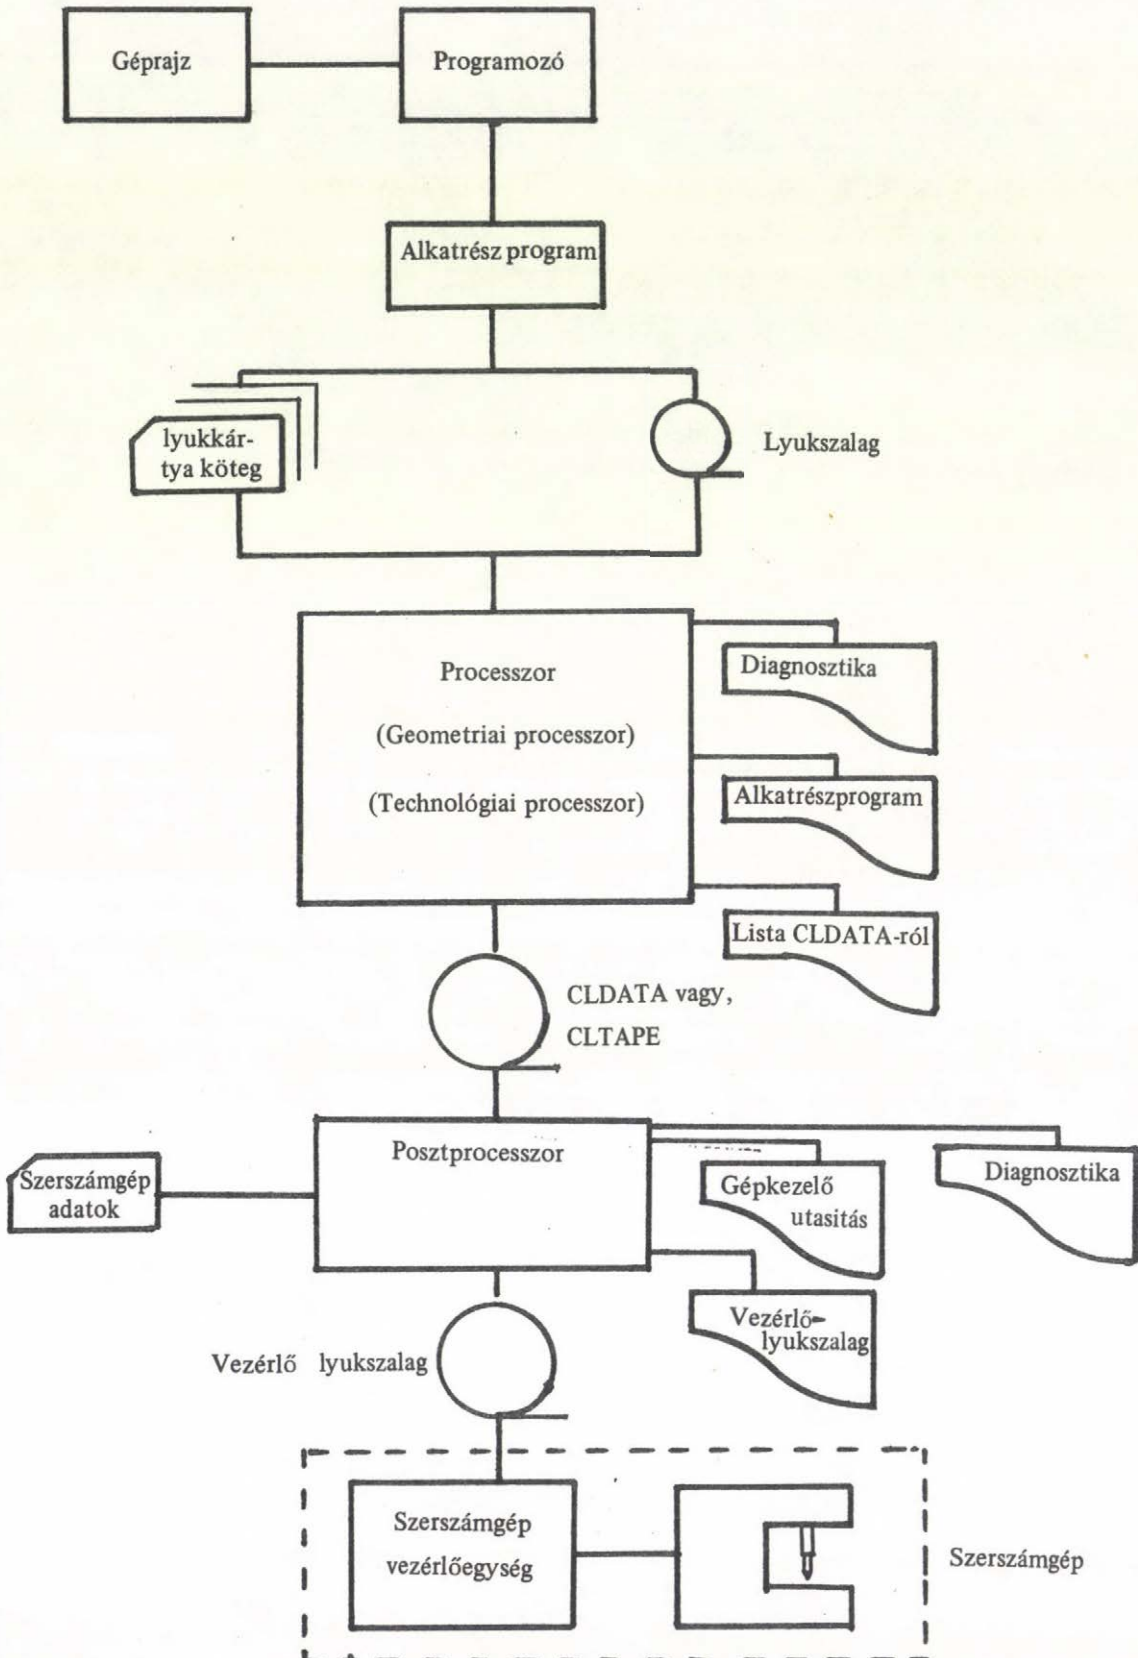 Géprajz
Programozó
Alkatrész program
lyukkár-
tya köteg
Lyukszalag
Processzor
(Geometriai processzor)
(Technológiai processzor)
Diagnosztika
Alkatrészprogram
Lista CLDATA-ról
CLDATA vagy,
CLTAPE
Szerszámgép
adatok
Posztprocesszor
Gépkezelő
utasitás
Diagnosztika
Vezérlő-
lyukszalag
Vezérlő lyukszalag
Szerszámgép
vezérlőegység
Szerszámgép